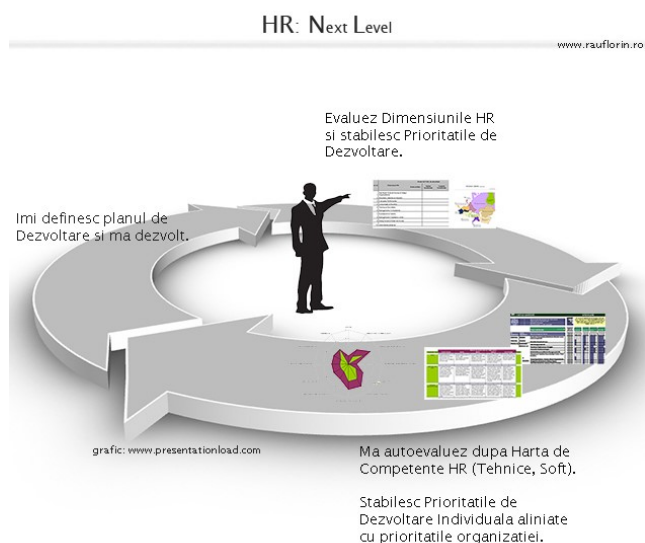 HR: Next Level
www.rauflorin.ro
Evaluez Dimensiunile HR
si stabilesc Prioritatile de
Dezvoltare.
Imi definesc planul de
Dezvoltare si ma dezvolt.
grafic: www.presentationload.com
Ma autoevaluez dupa Harta de
Competente HR (Tehnice, Soft).
Stabilesc Prioritatile de
Dezvoltare Individuala aliniate
cu prioritatile organizatiei.